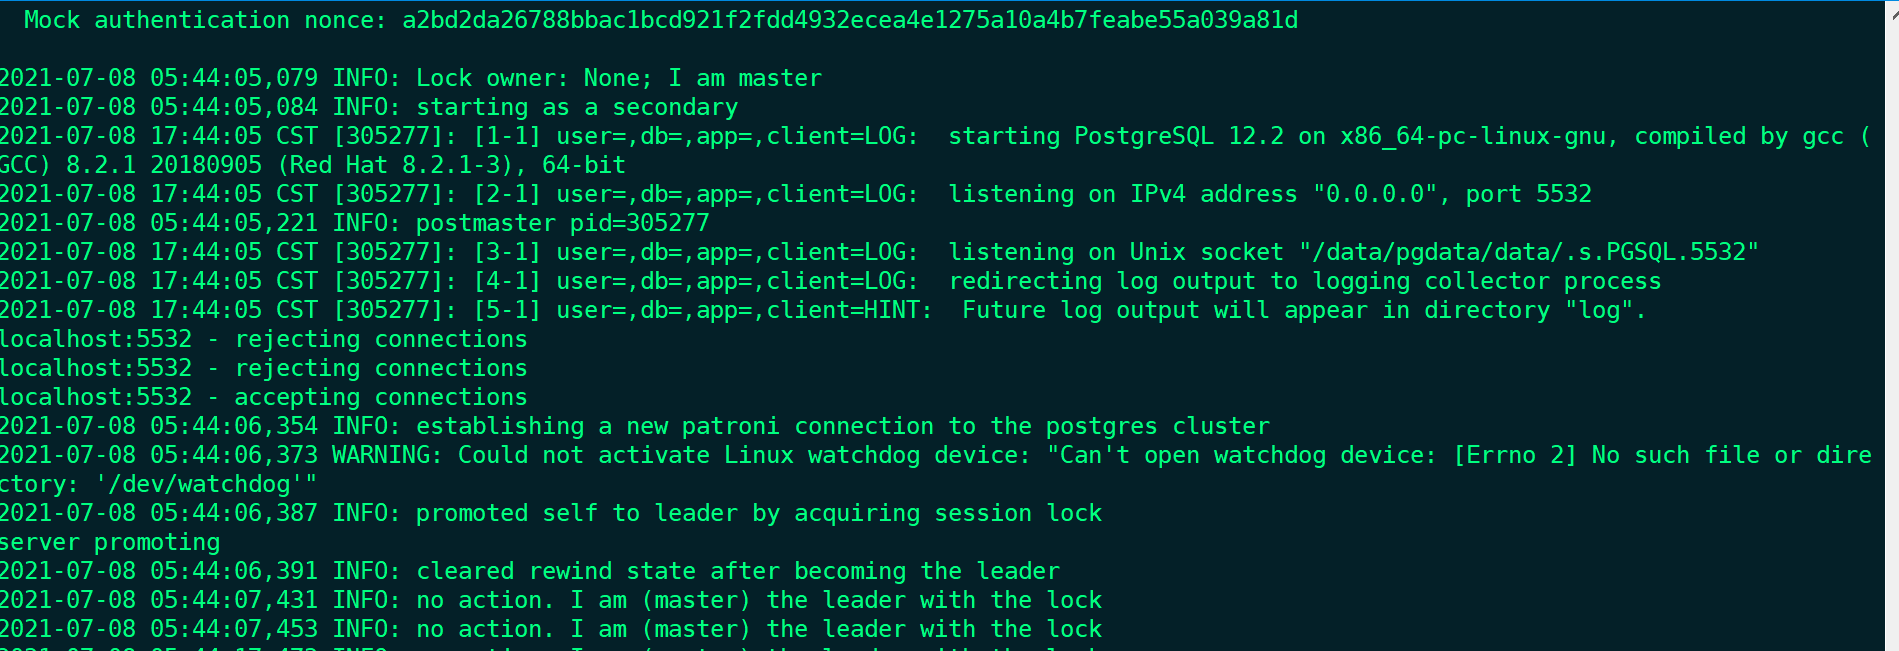 Mock authentication nonce: a2bd2da26788bbac1bcd921f2fdd4932ecea4e1275a10a4b7feabe55a039a81d
2021-07-08 05:44:05,079 INFO: Lock owner: None; I am master
2021-07-08 05:44:05,084 INFO: starting as a secondary
2021-07-08 17:44:05 CST [305277]: [1-1] user=,db=,app=,client=LOG:  starting PostgreSQL 12.2 on x86_64-pc-linux-gnu, compiled by gcc (
GCC) 8.2.1 20180905 (Red Hat 8.2.1-3), 64-bit
2021-07-08 17:44:05 CST [305277]: [2-1] user=,db=,app=,client=LOG:  listening on IPv4 address "0.0.0.0", port 5532
2021-07-08 05:44:05,221 INFO: postmaster pid=305277
2021-07-08 17:44:05 CST [305277]: [3-1] user=,db=,app=,client=LOG:  listening on Unix socket "/data/pgdata/data/.s.PGSQL.5532"
2021-07-08 17:44:05 CST [305277]: [4-1] user=,db=,app=,client=LOG:  redirecting log output to logging collector process
2021-07-08 17:44:05 CST [305277]: [5-1] user=,db=,app=,client=HINT:  Future log output will appear in directory "log".
localhost:5532 - rejecting connections
localhost:5532 - rejecting connections
localhost:5532 - accepting connections
2021-07-08 05:44:06,354 INFO: establishing a new patroni connection to the postgres cluster
2021-07-08 05:44:06,373 WARNING: Could not activate Linux watchdog device: "Can't open watchdog device: [Errno 2] No such file or dire
ctory: '/dev/watchdog'"
2021-07-08 05:44:06,387 INFO: promoted self to leader by acquiring session lock
server promoting
2021-07-08 05:44:06,391 INFO: cleared rewind state after becoming the leader
2021-07-08 05:44:07,431 INFO: no action. I am (master) the leader with the lock
2021-07-08 05:44:07,453 INFO: no action. I am (master) the leader with the lock